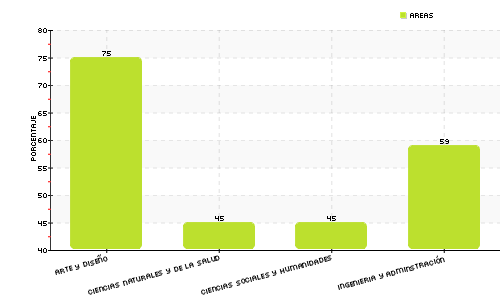 AREAS
80
75
70
65
60
55
50
45
40
PORCENTAJE
75
45
45
59
ARTE Y DISEÑO
CIENCIAS NATURALES Y DE LA SALUD
CIENCIAS SOCIALES Y HUMANIDADES
INGENIERIA Y ADMINSTRACIÓN